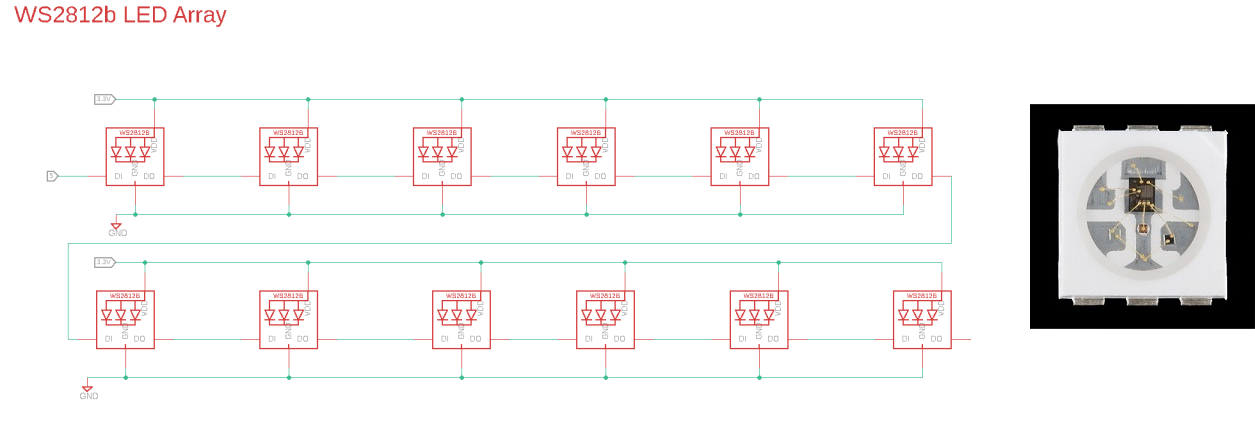 WS2812b LED Array
3.3V
WS2812B WS2812B WS2812B WS2812B WS2812B WS2812B
VDD VDD VDD VDD VDD VDD
GND GND GND GND GND GND
5 DI DO DI DO DI DO DI DO DI DO DI DO
GND
3.3V
WS2812B WS2812B WS2812B WS2812B WS2812B WS2812B
VDD VDD VDD VDD VDD VDD
GND GND GND GND GND GND
DI DO DI DO DI DO DI DO DI DO DI DO
GND